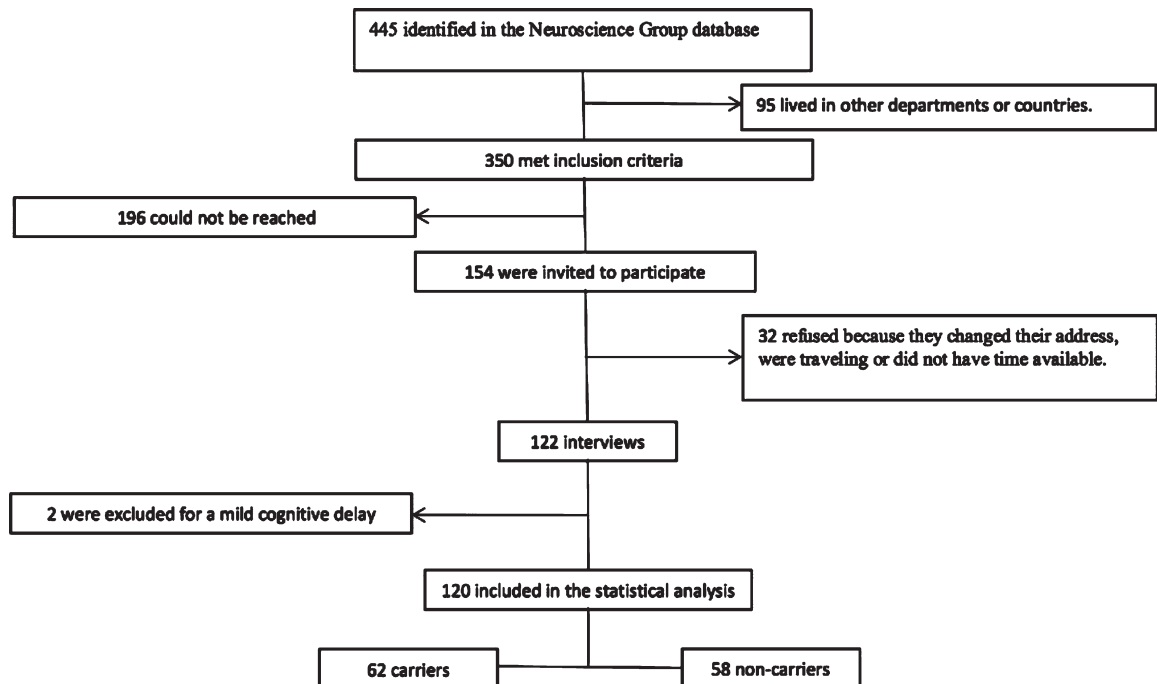 445 identified in the Neuroscience Group database
95 lived in other departments or countries.
350 met inclusion criteria
196 could not be reached
154 were invited to participate
32 refused because they changed their address,
were traveling or did not have time available.
122 interviews
2 were excluded for a mild cognitive delay
120 included in the statistical analysis
62 carriers
58 non-carriers